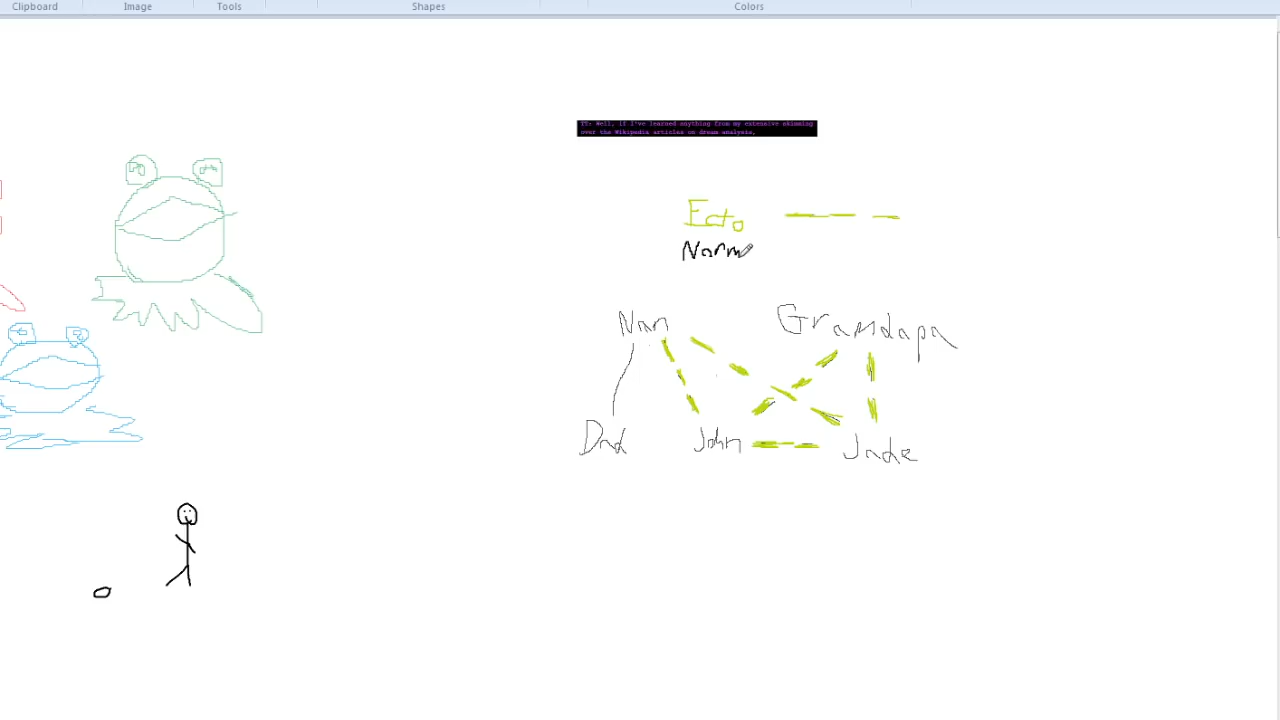 Clipboard Image Tools Shapes Colors
TT: Well, if I've learned anything from my extensive skimming
over the Wikipedia articles on dream analysis,
Ecto
Norm
Nan Gramdapa
Dad John Jade